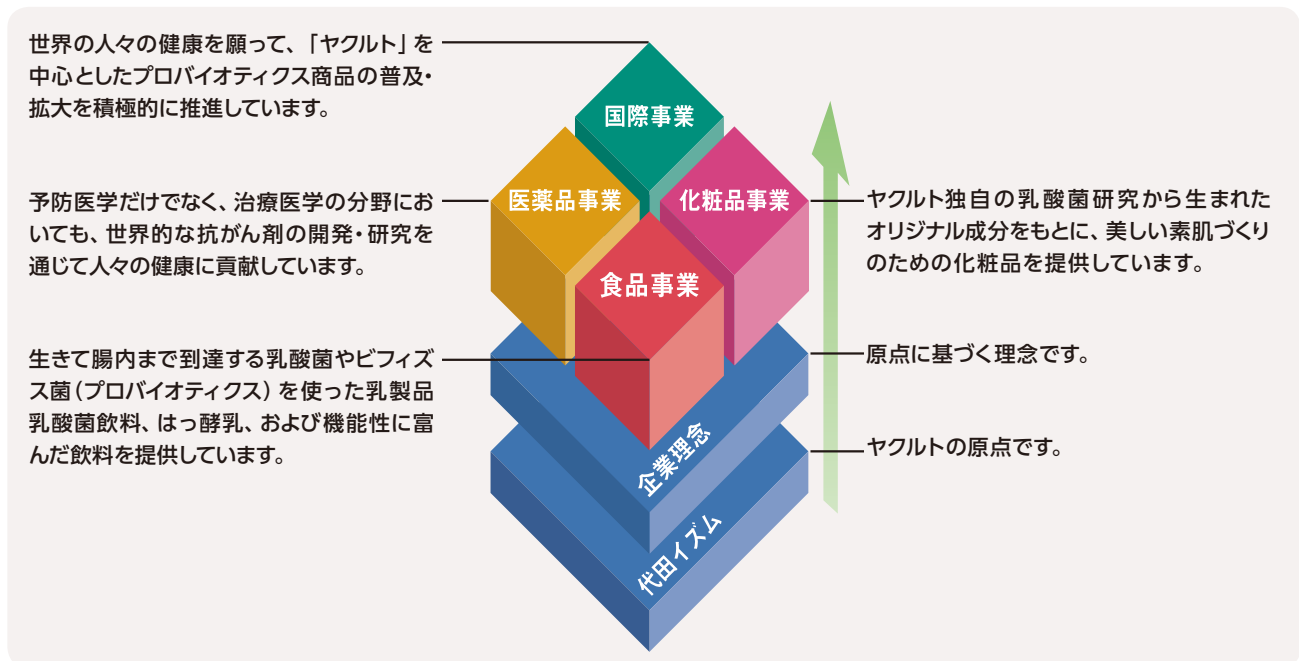 世界の人々の健康を願って、「ヤクルト」を
中心としたプロバイオティクス商品の普及・
拡大を積極的に推進しています。
国際事業
予防医学だけでなく、治療医学の分野にお
いても、世界的な抗がん剤の開発・研究を
通じて人々の健康に貢献しています。
医薬品事業
化粧品事業
ヤクルト独自の乳酸菌研究から生まれた
オリジナル成分をもとに、美しい素肌づくり
のための化粧品を提供しています。
食品事業
生きて腸内まで到達する乳酸菌やビフィズ
ス菌(プロバイオティクス)を使った乳製品
乳酸菌飲料、はっ酵乳、および機能性に富
んだ飲料を提供しています。
原点に基づく理念です。
企業理念
ヤクルトの原点です。
代田イズム